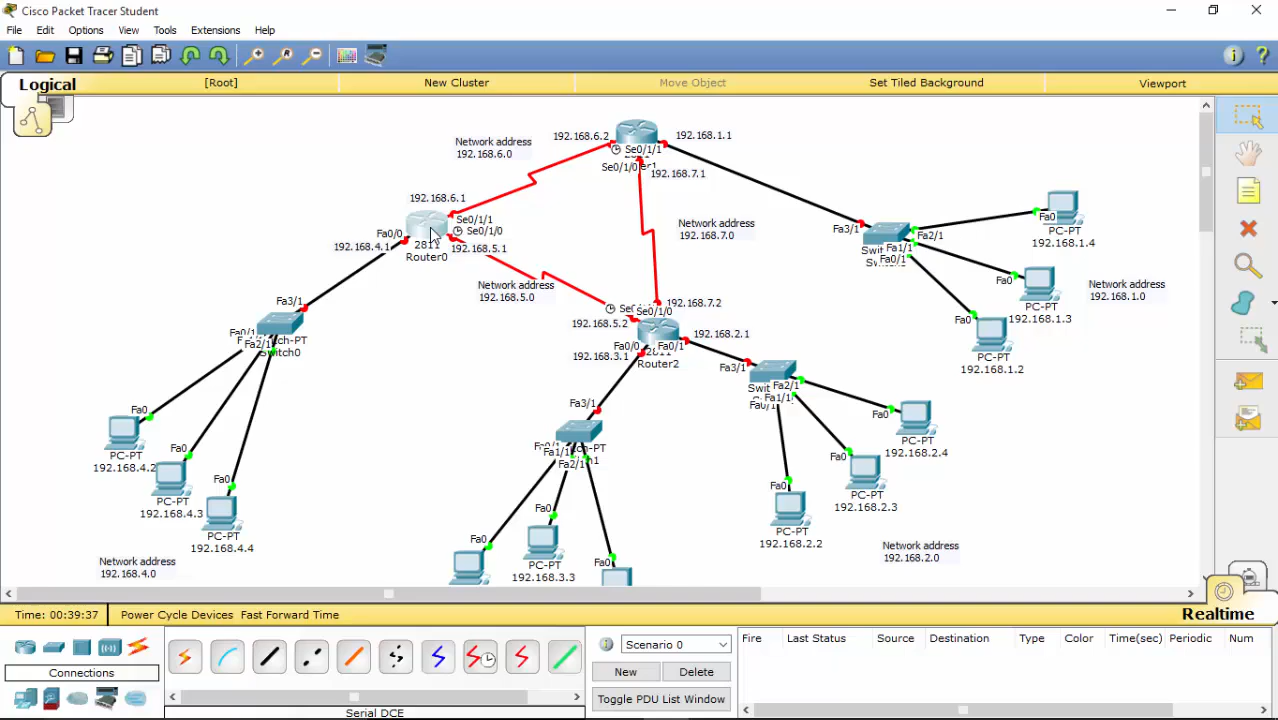 Cisco Packet Tracer Student
File Edit Options View Tools Extensions Help
Logical [Root] New Cluster Move Object Set Tiled Background Viewport
Network address
192.168.6.0
192.168.6.2
192.168.1.1
Se0/1/1
Se0/1/0
192.168.7.1
192.168.6.1
Se0/1/1
Se0/1/0
Fa0/0
192.168.4.1
192.168.5.1
2811
Router0
Network address
192.168.7.0
Network address
192.168.5.0
Fa3/1
Fa2/1
Fa1/1
Fa0/1
Fa0
PC-PT
192.168.1.4
Fa0
PC-PT
192.168.1.3
Network address
192.168.1.0
Fa0
PC-PT
192.168.1.2
192.168.7.2
Se0/1/0
192.168.5.2
192.168.2.1
Fa0/0
Fa0/1
192.168.3.1
2811
Router2
Fa3/1
Fa0/1
Fa2/1
Switch0
Fa3/1
Fa2/1
Fa1/1
Fa0/1
Fa0
PC-PT
192.168.2.4
Fa0
PC-PT
192.168.2.3
Fa0
PC-PT
192.168.2.2
Network address
192.168.2.0
Fa3/1
Fa1/1
Fa2/1
Fa0
PC-PT
192.168.4.2
Fa0
PC-PT
192.168.4.3
Fa0
PC-PT
192.168.4.4
Network address
192.168.4.0
Fa0
Fa0
PC-PT
192.168.3.3
Fa0
Time: 00:39:37 Power Cycle Devices Fast Forward Time Realtime
Connections
Serial DCE
Scenario 0
New Delete
Toggle PDU List Window
Fire Last Status Source Destination Type Color Time(sec) Periodic Num